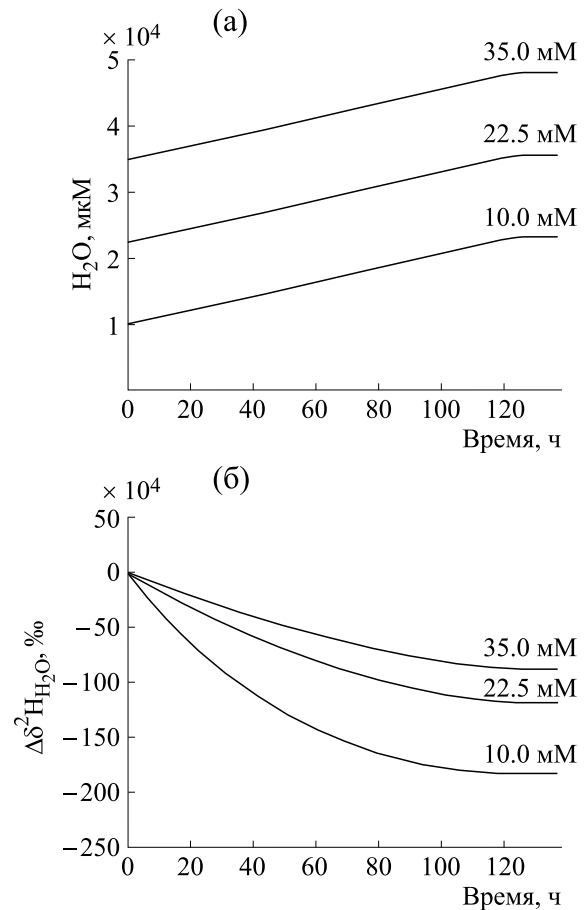 (а)
× 10⁴
5
4
3
2
1
H₂O, мкМ
35.0 мМ
22.5 мМ
10.0 мМ
0 20 40 60 80 100 120
Время, ч
(б)
× 10⁴
50
0
−50
−100
−150
−200
−250
Δδ²H_H₂O, ‰
35.0 мМ
22.5 мМ
10.0 мМ
0 20 40 60 80 100 120
Время, ч